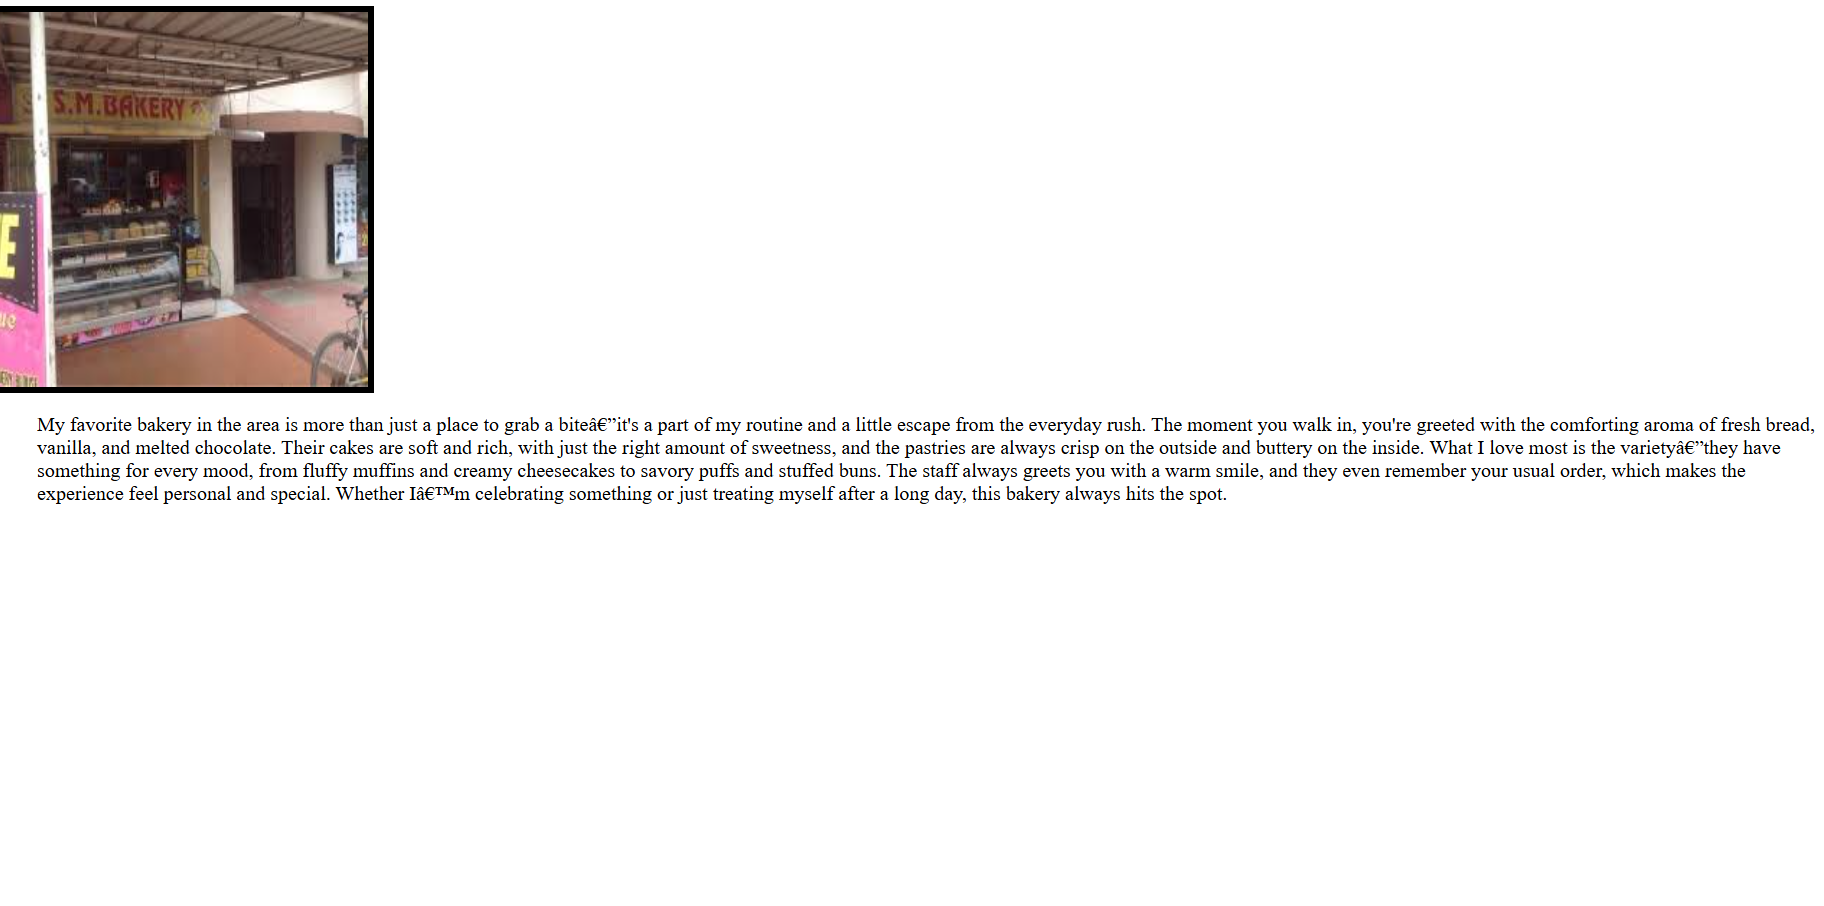 S.M.BAKERY
E
ue
My favorite bakery in the area is more than just a place to grab a biteâ€”it's a part of my routine and a little escape from the everyday rush. The moment you walk in, you're greeted with the comforting aroma of fresh bread,
vanilla, and melted chocolate. Their cakes are soft and rich, with just the right amount of sweetness, and the pastries are always crisp on the outside and buttery on the inside. What I love most is the varietyâ€”they have
something for every mood, from fluffy muffins and creamy cheesecakes to savory puffs and stuffed buns. The staff always greets you with a warm smile, and they even remember your usual order, which makes the
experience feel personal and special. Whether Iâ€™m celebrating something or just treating myself after a long day, this bakery always hits the spot.